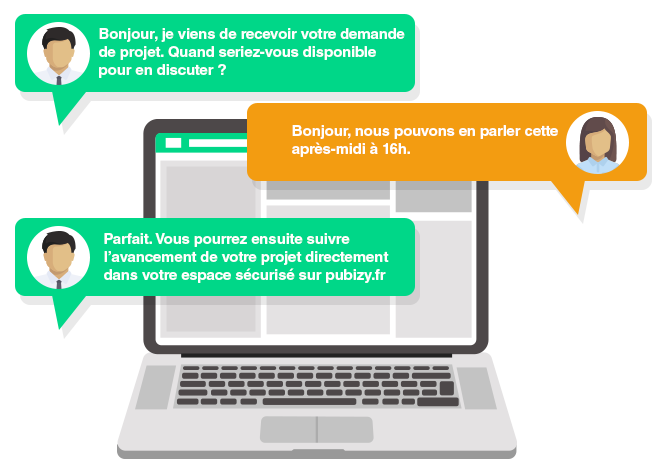 Bonjour, je viens de recevoir votre demande
de projet. Quand seriez-vous disponible
pour en discuter ?
Bonjour, nous pouvons en parler cette
après-midi à 16h.
Parfait. Vous pourrez ensuite suivre
l’avancement de votre projet directement
dans votre espace sécurisé sur pubizy.fr